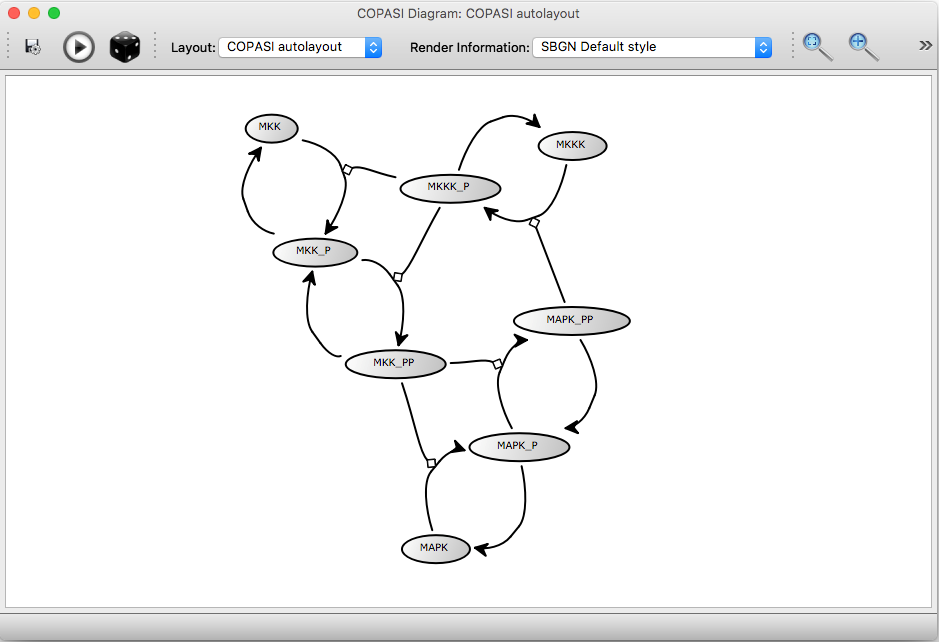 COPASI Diagram: COPASI autolayout
Layout: COPASI autolayout Render Information: SBGN Default style
MKK
MKKK
MKKK_P
MKK_P
MAPK_PP
MKK_PP
MAPK_P
MAPK